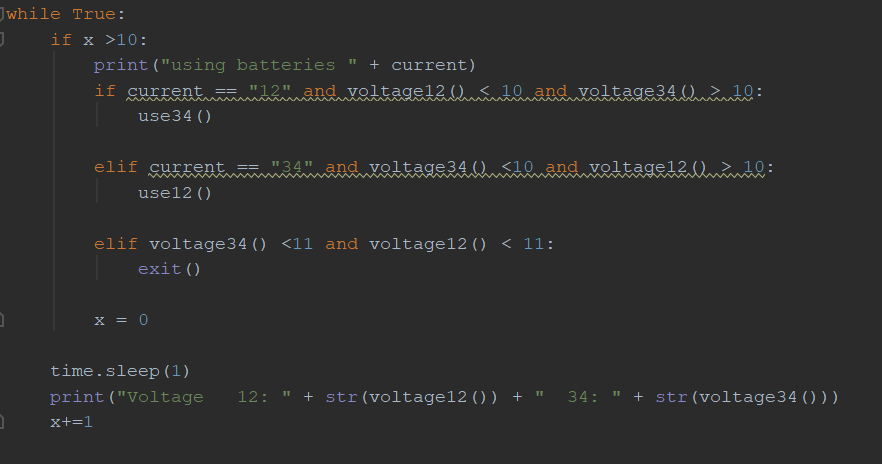 while True:
    if x >10:
        print("using batteries " + current)
        if current == "12" and voltage12() < 10 and voltage34() > 10:
            use34()

        elif current == "34" and voltage34() <10 and voltage12() > 10:
            use12()

        elif voltage34() <11 and voltage12() < 11:
            exit()

        x = 0

    time.sleep(1)
    print("Voltage   12: " + str(voltage12()) + "  34: " + str(voltage34()))
    x+=1